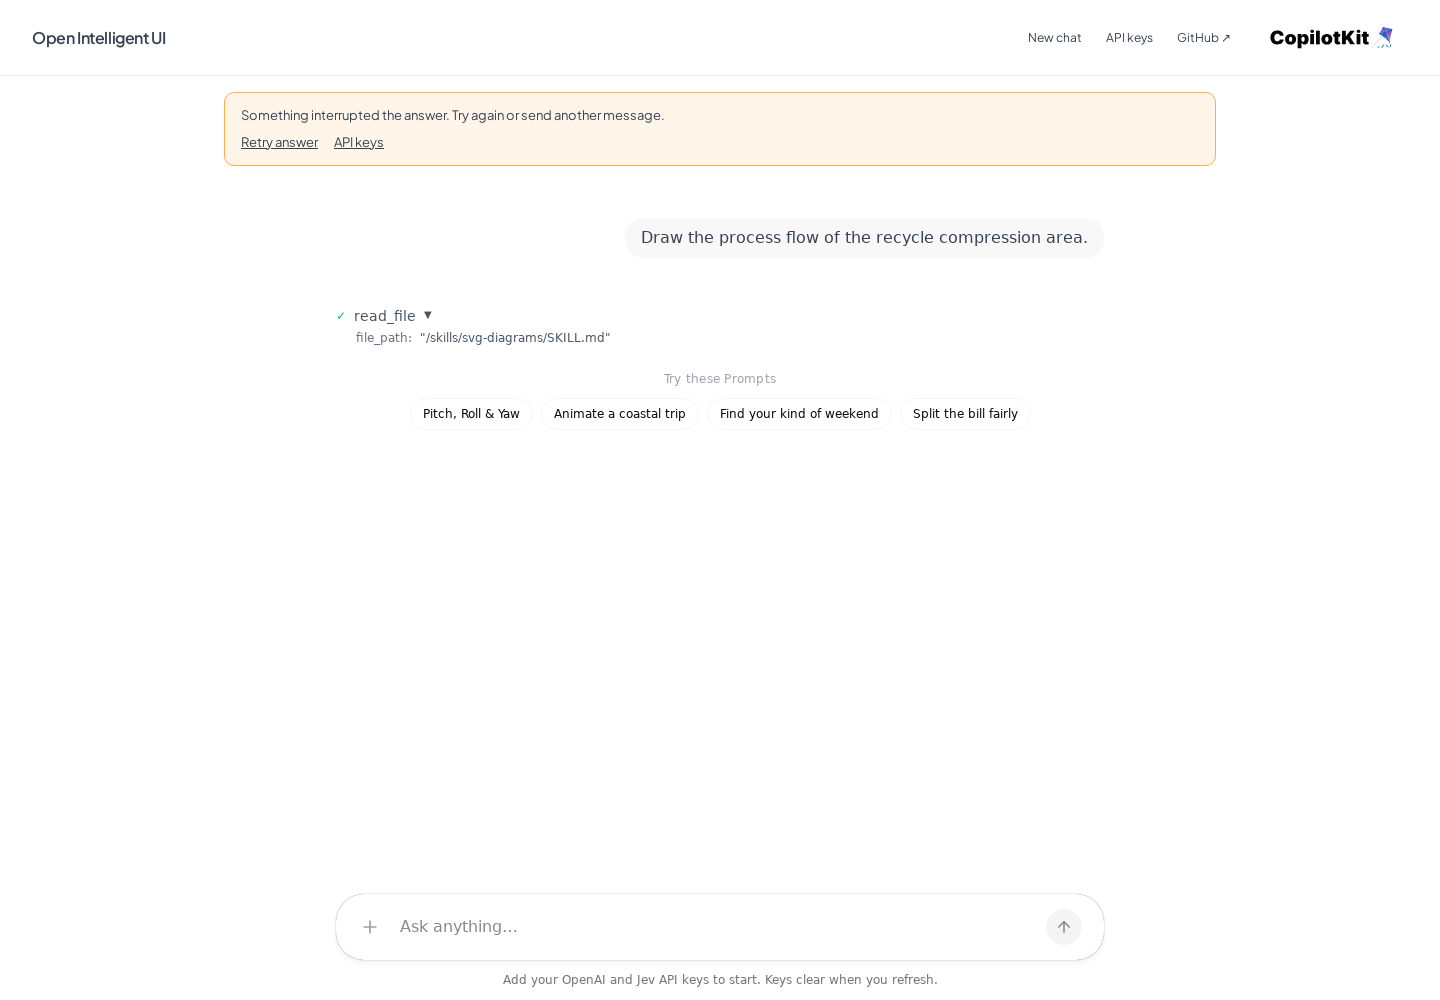 Open Intelligent UI
New chat
API keys
GitHub ↗
CopilotKit
Something interrupted the answer. Try again or send another message.
Retry answer
API keys
Draw the process flow of the recycle compression area.
✓ read_file ▼
file_path: "/skills/svg-diagrams/SKILL.md"
Try these Prompts
Pitch, Roll & Yaw
Animate a coastal trip
Find your kind of weekend
Split the bill fairly
Ask anything...
Add your OpenAI and Jev API keys to start. Keys clear when you refresh.